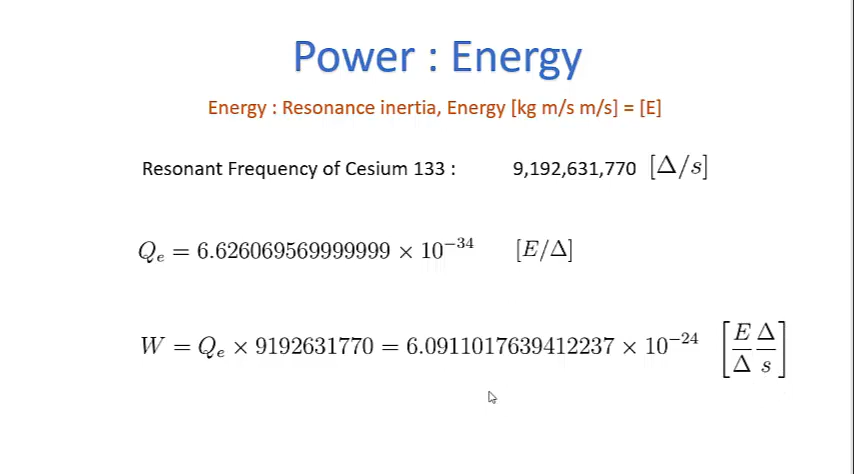 Power : Energy
Energy : Resonance inertia, Energy [kg m/s m/s] = [E]
Resonant Frequency of Cesium 133 : 9,192,631,770 [Δ/s]
Qₑ = 6.626069569999999 × 10⁻³⁴ [E/Δ]
W = Qₑ × 9192631770 = 6.0911017639412237 × 10⁻²⁴ [E/Δ Δ/s]